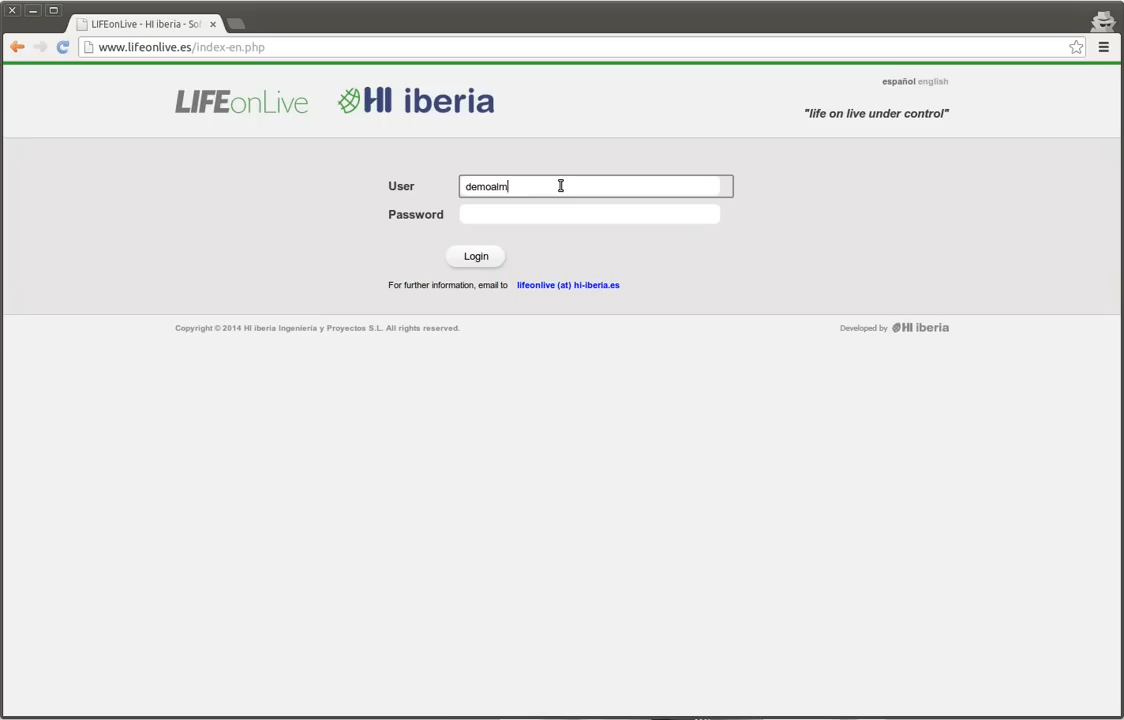 LIFEonLive - HI iberia - Sof
www.lifeonlive.es/index-en.php
LIFEonLive HI iberia
español english
"life on live under control"
User demoalm
Password
Login
For further information, email to lifeonlive (at) hi-iberia.es
Copyright © 2014 HI iberia Ingeniería y Proyectos S.L. All rights reserved.
Developed by HI iberia